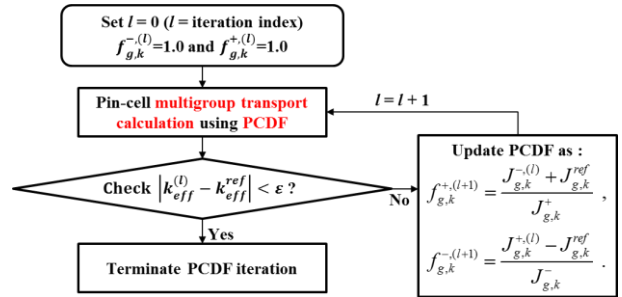 Set l = 0 (l = iteration index)
f_{g,k}^{-,(l)}=1.0 and f_{g,k}^{+,(l)}=1.0
Pin-cell multigroup transport
calculation using PCDF
l = l + 1
Check |k_{eff}^{(l)} − k_{eff}^{ref}| < ε ?
No
Yes
Terminate PCDF iteration
Update PCDF as :
f_{g,k}^{+,(l+1)} = \frac{J_{g,k}^{-,(l)} + J_{g,k}^{ref}}{J_{g,k}^{+}} ,
f_{g,k}^{-,(l+1)} = \frac{J_{g,k}^{+,(l)} − J_{g,k}^{ref}}{J_{g,k}^{-}} .